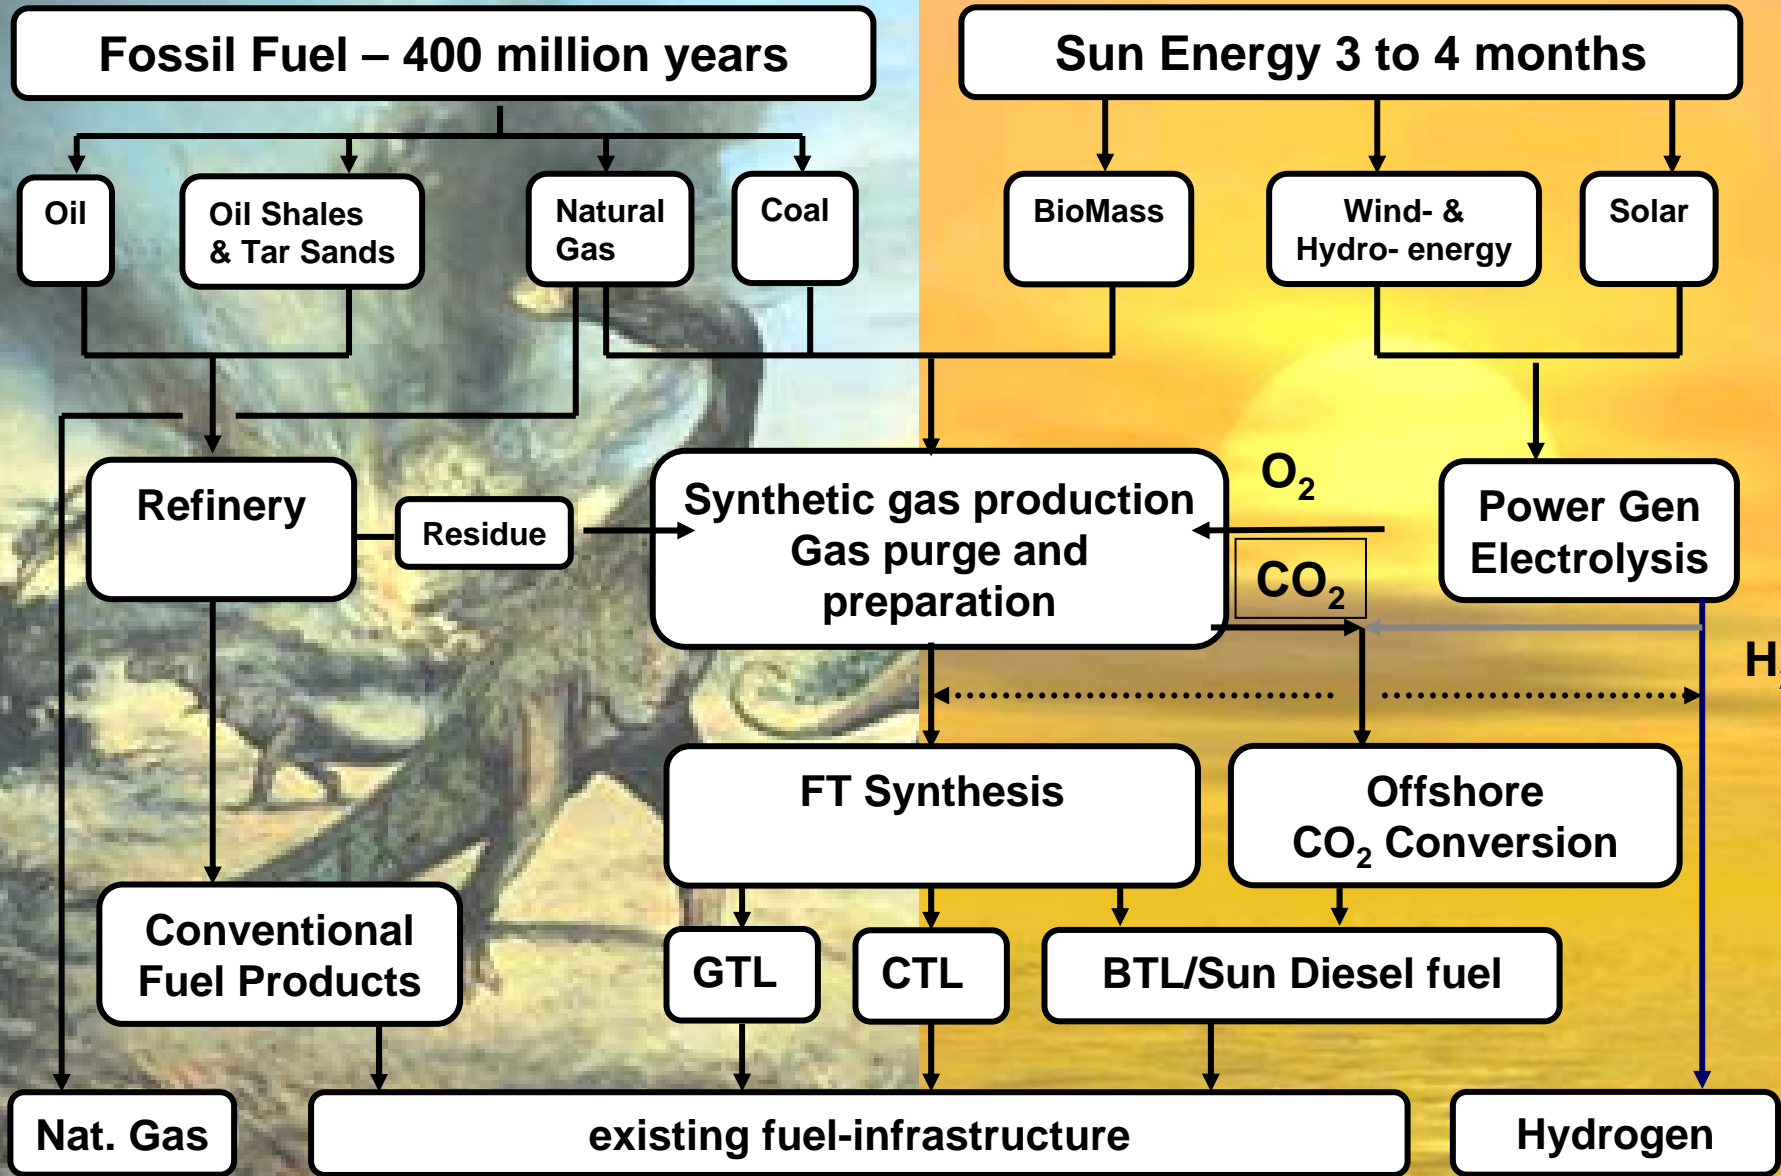 Fossil Fuel – 400 million years
Sun Energy 3 to 4 months
Oil
Oil Shales
& Tar Sands
Natural
Gas
Coal
BioMass
Wind- &
Hydro- energy
Solar
Refinery
Residue
Synthetic gas production
Gas purge and
preparation
O₂
CO₂
Power Gen
Electrolysis
H₂
FT Synthesis
Offshore
CO₂ Conversion
Conventional
Fuel Products
GTL
CTL
BTL/Sun Diesel fuel
Nat. Gas
existing fuel-infrastructure
Hydrogen